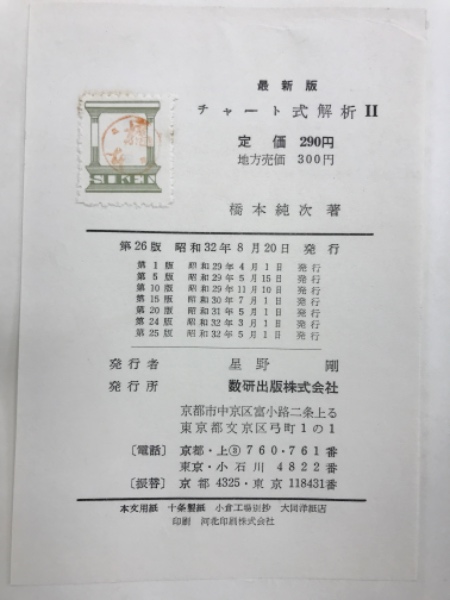 最新版
チャート式解析II
定価 290円
地方売価 300円
SUKEN
橋本純次著
第26版 昭和32年8月20日 発行
第1版 昭和29年4月1日 発行
第5版 昭和29年5月15日 発行
第10版 昭和29年11月10日 発行
第15版 昭和30年7月1日 発行
第20版 昭和31年5月1日 発行
第24版 昭和32年3月1日 発行
第25版 昭和32年5月1日 発行
発行者 星野 剛
発行所 数研出版株式会社
京都市中京区富小路二条上る
東京都文京区弓町1の1
〔電話〕 京都・上③760・761番
東京・小石川 4822番
〔振替〕 京都 4325・東京 118431番
本文用紙 十条製紙 小倉工場別抄 大同洋紙店
印刷 河北印刷株式会社